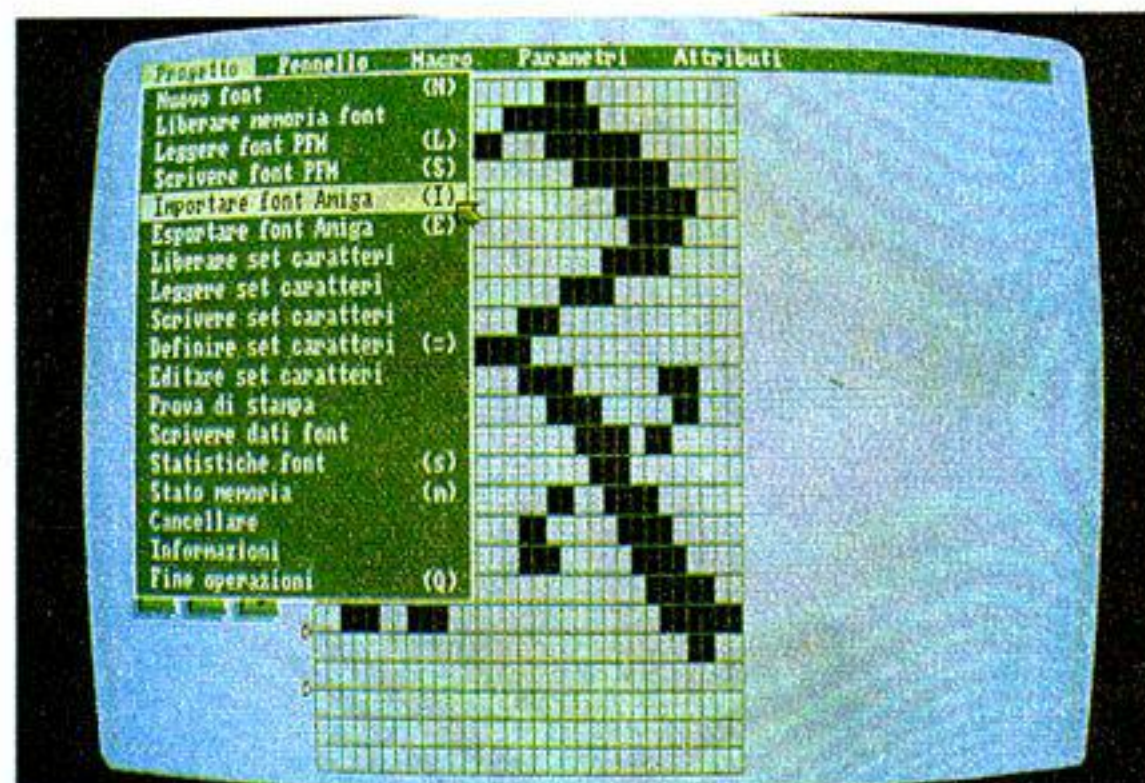 Progetto Pennello Macro Parametri Attributi
Nuovo font (N)
Liberare memoria font
Leggere font PFM (L)
Scrivere font PFM (S)
Importare font Amiga (I)
Esportare font Amiga (E)
Liberare set caratteri
Leggere set caratteri
Scrivere set caratteri
Definire set caratteri (=)
Editare set caratteri
Prova di stampa
Scrivere dati font
Statistiche font (s)
Stato memoria (m)
Cancellare
Informazioni
Fine operazioni (Q)